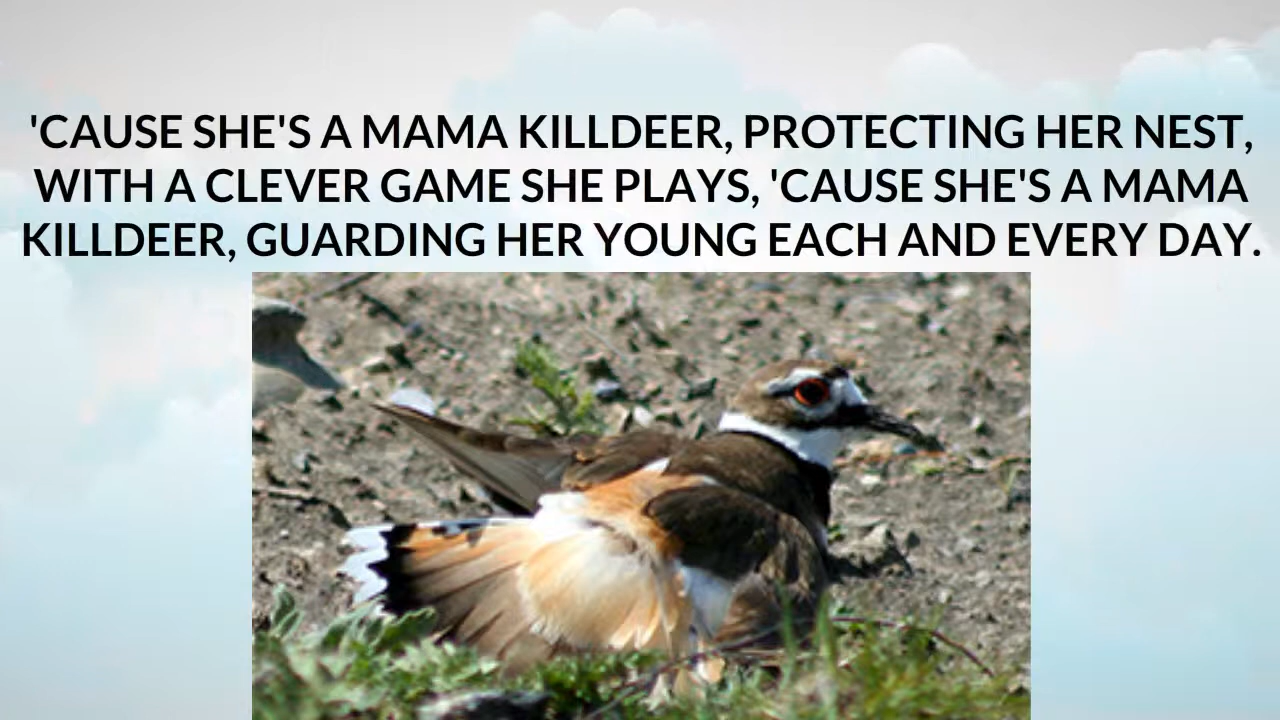 'CAUSE SHE'S A MAMA KILLDEER, PROTECTING HER NEST,
WITH A CLEVER GAME SHE PLAYS, 'CAUSE SHE'S A MAMA
KILLDEER, GUARDING HER YOUNG EACH AND EVERY DAY.